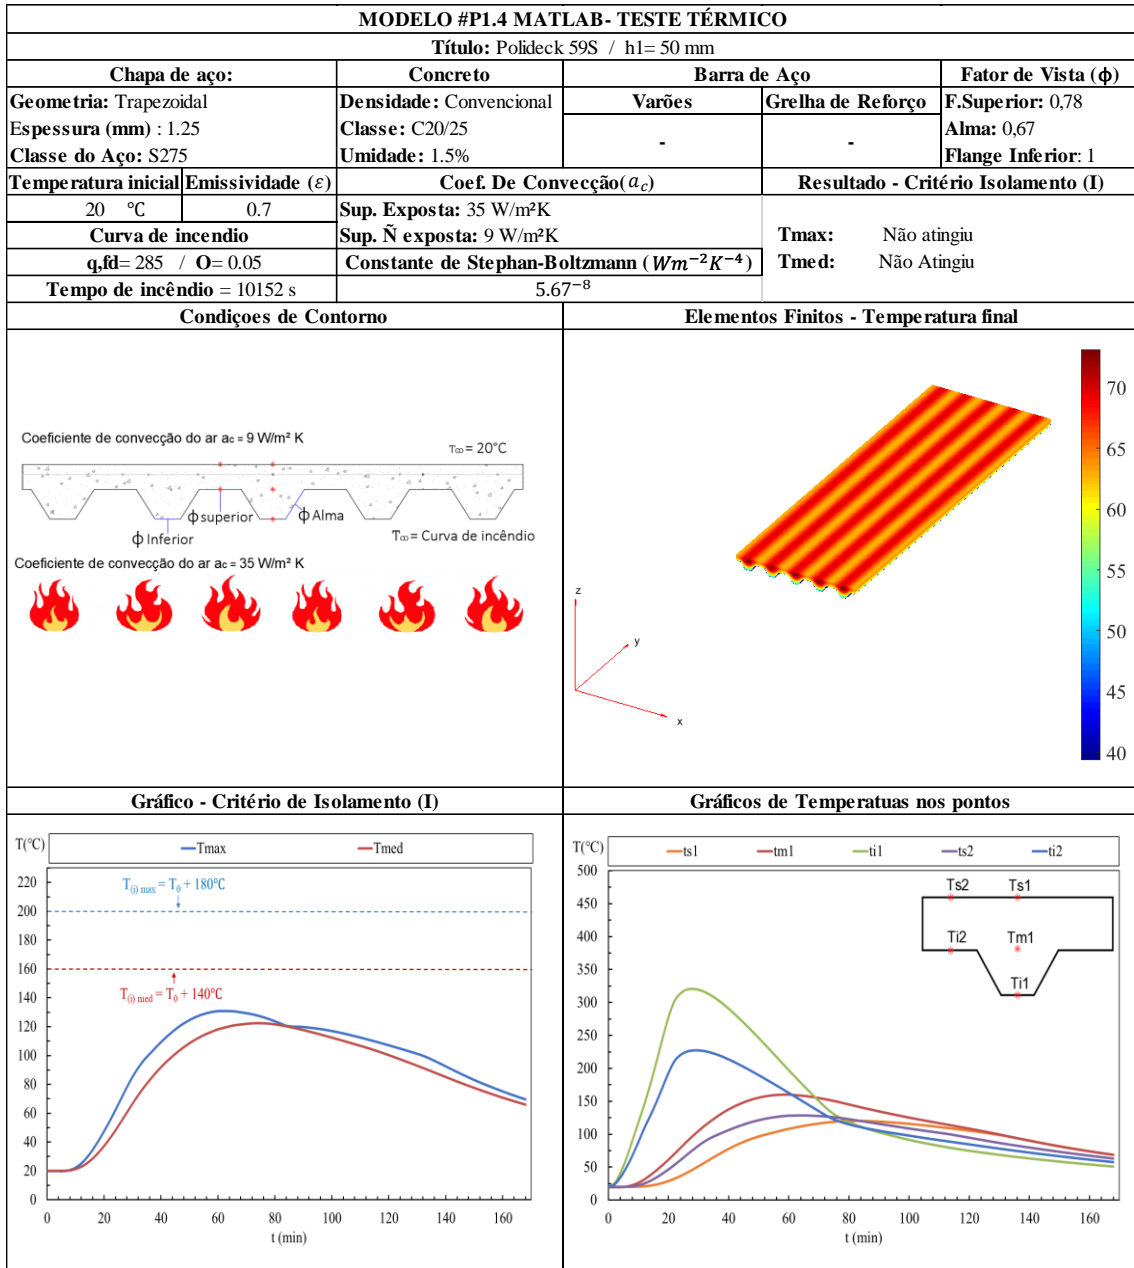 MODELO #P1.4 MATLAB- TESTE TÉRMICO
Título: Polideck 59S / h1= 50 mm
Chapa de aço:
Geometria: Trapezoidal
Espessura (mm) : 1.25
Classe do Aço: S275
Concreto
Densidade: Convencional
Classe: C20/25
Umidade: 1.5%
Barra de Aço
Varões
-
Grelha de Reforço
-
Fator de Vista (ϕ)
F.Superior: 0,78
Alma: 0,67
Flange Inferior: 1
Temperatura inicial
20 °C
Emissividade (ε)
0.7
Curva de incendio
q,fd= 285 / O= 0.05
Tempo de incêndio = 10152 s
Coef. De Convecção(a_c)
Sup. Exposta: 35 W/m²K
Sup. Ñ exposta: 9 W/m²K
Constante de Stephan-Boltzmann (Wm⁻²K⁻⁴)
5.67⁻⁸
Resultado - Critério Isolamento (I)
Tmax: Não atingiu
Tmed: Não Atingiu
Condiçoes de Contorno
Coeficiente de convecção do ar ac = 9 W/m² K
T∞ = 20°C
ϕ superior
ϕ Alma
ϕ Inferior
T∞ = Curva de incêndio
Coeficiente de convecção do ar ac = 35 W/m² K
Elementos Finitos - Temperatura final
70
65
60
55
50
45
40
z
y
x
Gráfico - Critério de Isolamento (I)
T(°C)
Tmax
Tmed
220
200
180
160
140
120
100
80
60
40
20
0
T(i) max = T0 + 180°C
T(i) med = T0 + 140°C
0 20 40 60 80 100 120 140 160
t (min)
Gráficos de Temperatuas nos pontos
T(°C)
ts1
tm1
ti1
ts2
ti2
500
450
400
350
300
250
200
150
100
50
0
Ts2 Ts1
Ti2 Tm1
Ti1
0 20 40 60 80 100 120 140 160
t (min)